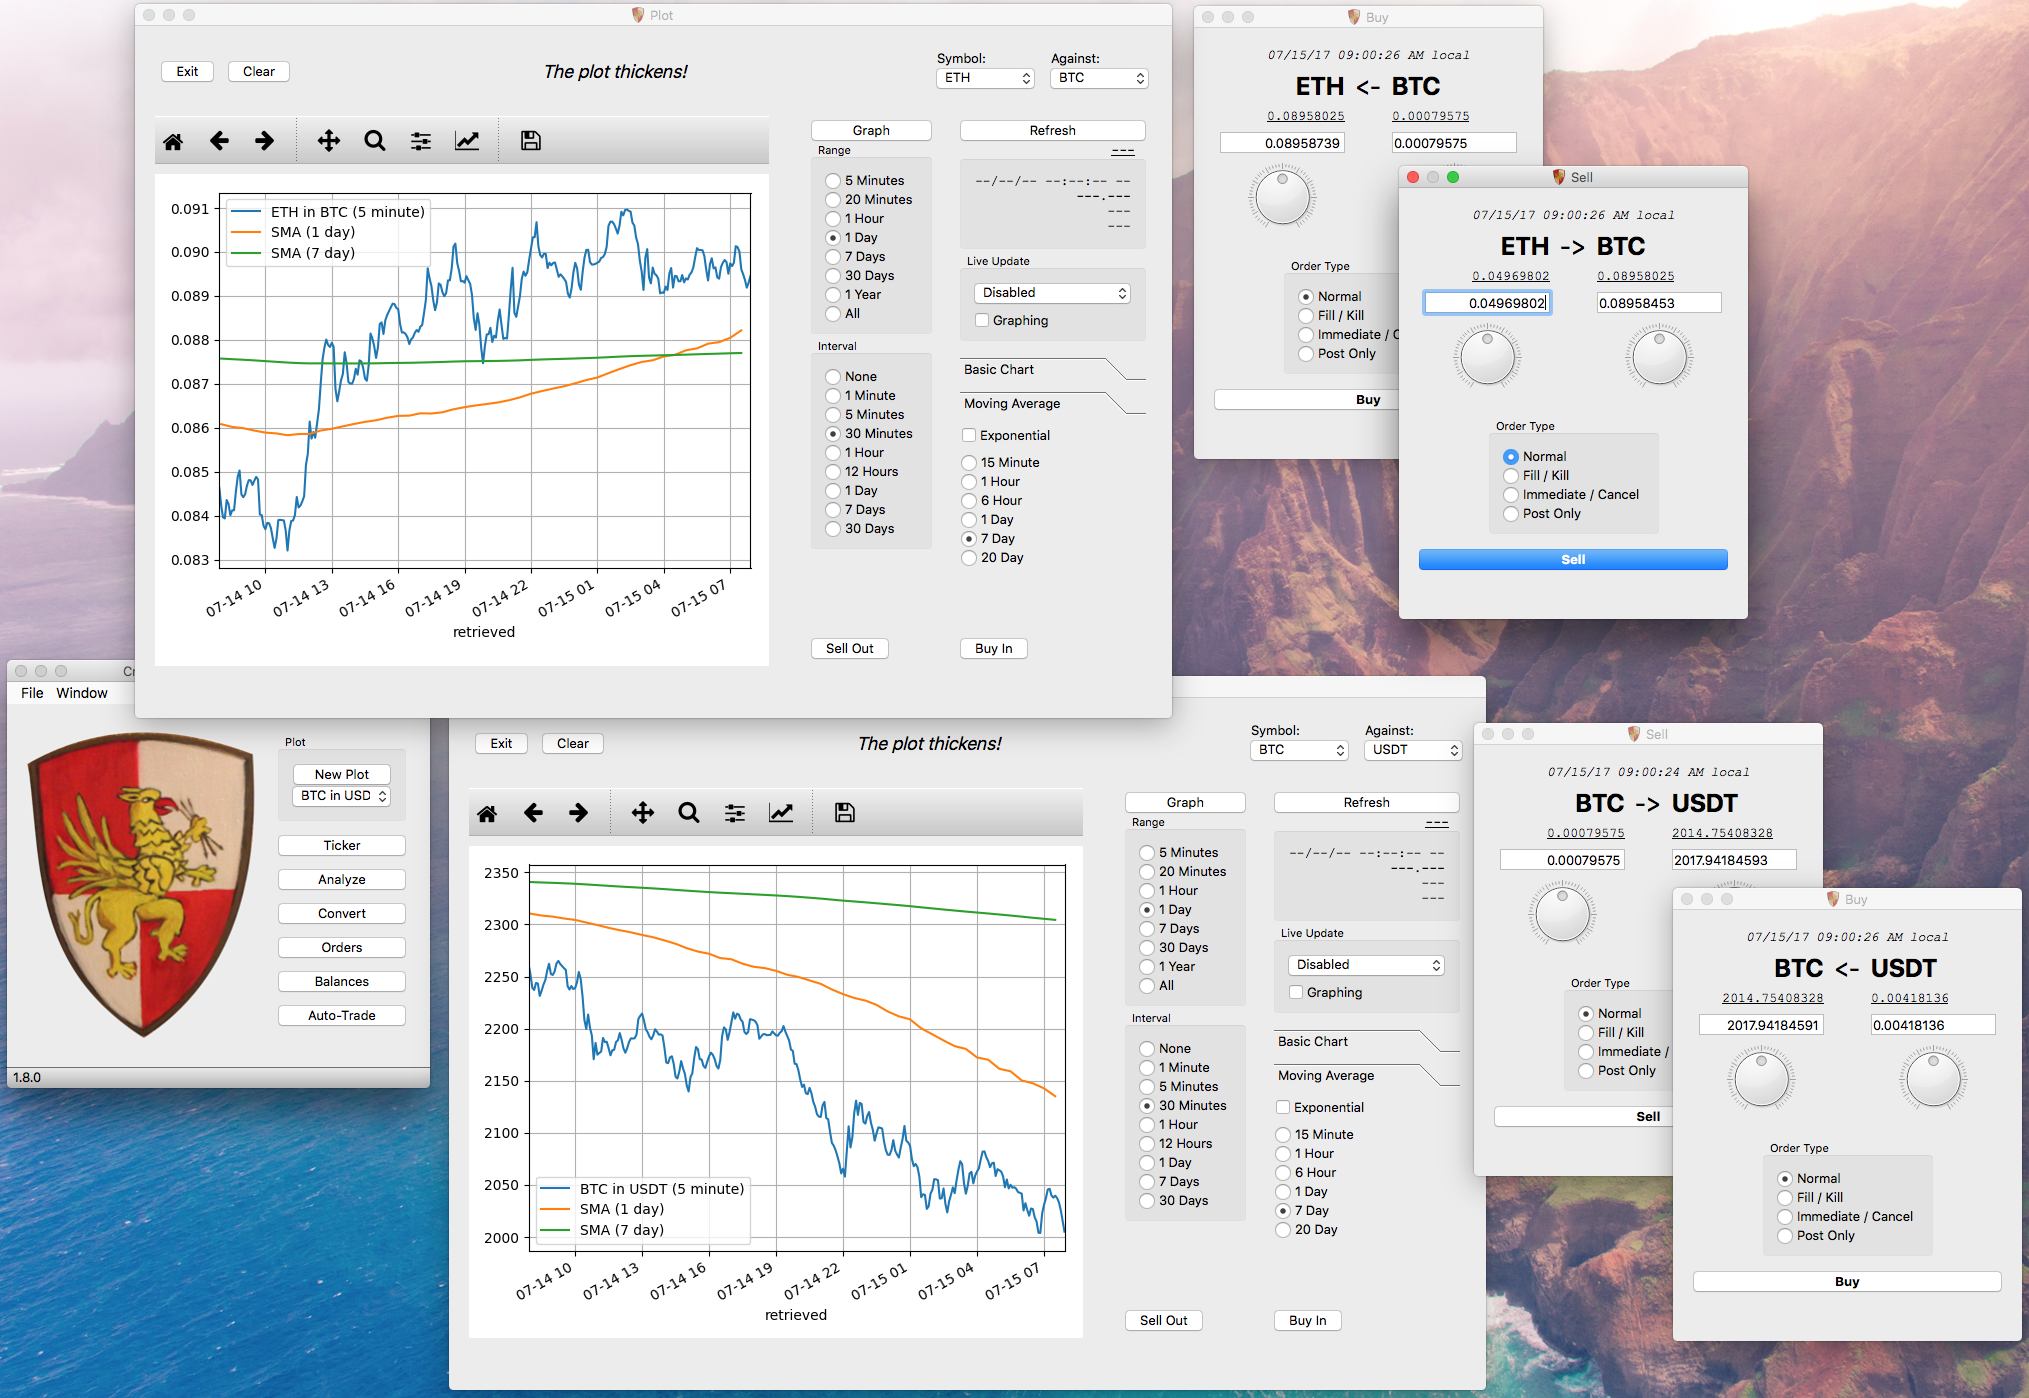 Plot
Exit
Clear
The plot thickens!
Symbol:
ETH
Against:
BTC
Graph
Refresh
---
Range
5 Minutes
20 Minutes
1 Hour
1 Day
7 Days
30 Days
1 Year
All
--/--/-- --:--:-- --
---.---
---
---
Live Update
Disabled
Graphing
Interval
None
1 Minute
5 Minutes
30 Minutes
1 Hour
12 Hours
1 Day
7 Days
30 Days
Basic Chart
Moving Average
Exponential
15 Minute
1 Hour
6 Hour
1 Day
7 Day
20 Day
Sell Out
Buy In
ETH in BTC (5 minute)
SMA (1 day)
SMA (7 day)
0.091
0.090
0.089
0.088
0.087
0.086
0.085
0.084
0.083
07-14 10
07-14 13
07-14 16
07-14 19
07-14 22
07-15 01
07-15 04
07-15 07
retrieved
Buy
07/15/17 09:00:26 AM local
ETH <- BTC
0.08958025
0.00079575
0.08958739
0.00079575
Order Type
Normal
Fill / Kill
Immediate / C
Post Only
Buy
Sell
07/15/17 09:00:26 AM local
ETH -> BTC
0.04969802
0.08958025
0.04969802
0.08958453
Order Type
Normal
Fill / Kill
Immediate / Cancel
Post Only
Sell
Cr
File Window
Plot
New Plot
BTC in USD
Ticker
Analyze
Convert
Orders
Balances
Auto-Trade
1.8.0
Exit
Clear
The plot thickens!
Symbol:
BTC
Against:
USDT
Graph
Refresh
---
Range
5 Minutes
20 Minutes
1 Hour
1 Day
7 Days
30 Days
1 Year
All
--/--/-- --:--:-- --
---.---
---
---
Live Update
Disabled
Graphing
Interval
None
1 Minute
5 Minutes
30 Minutes
1 Hour
12 Hours
1 Day
7 Days
30 Days
Basic Chart
Moving Average
Exponential
15 Minute
1 Hour
6 Hour
1 Day
7 Day
20 Day
Sell Out
Buy In
2350
2300
2250
2200
2150
2100
2050
2000
BTC in USDT (5 minute)
SMA (1 day)
SMA (7 day)
07-14 10
07-14 13
07-14 16
07-14 19
07-14 22
07-15 01
07-15 04
07-15 07
retrieved
Sell
07/15/17 09:00:24 AM local
BTC -> USDT
0.00079575
2014.75408328
0.00079575
2017.94184593
Order Type
Normal
Fill / Kill
Immediate /
Post Only
Sell
Buy
07/15/17 09:00:26 AM local
BTC <- USDT
2014.75408328
0.00418136
2017.94184591
0.00418136
Order Type
Normal
Fill / Kill
Immediate / Cancel
Post Only
Buy